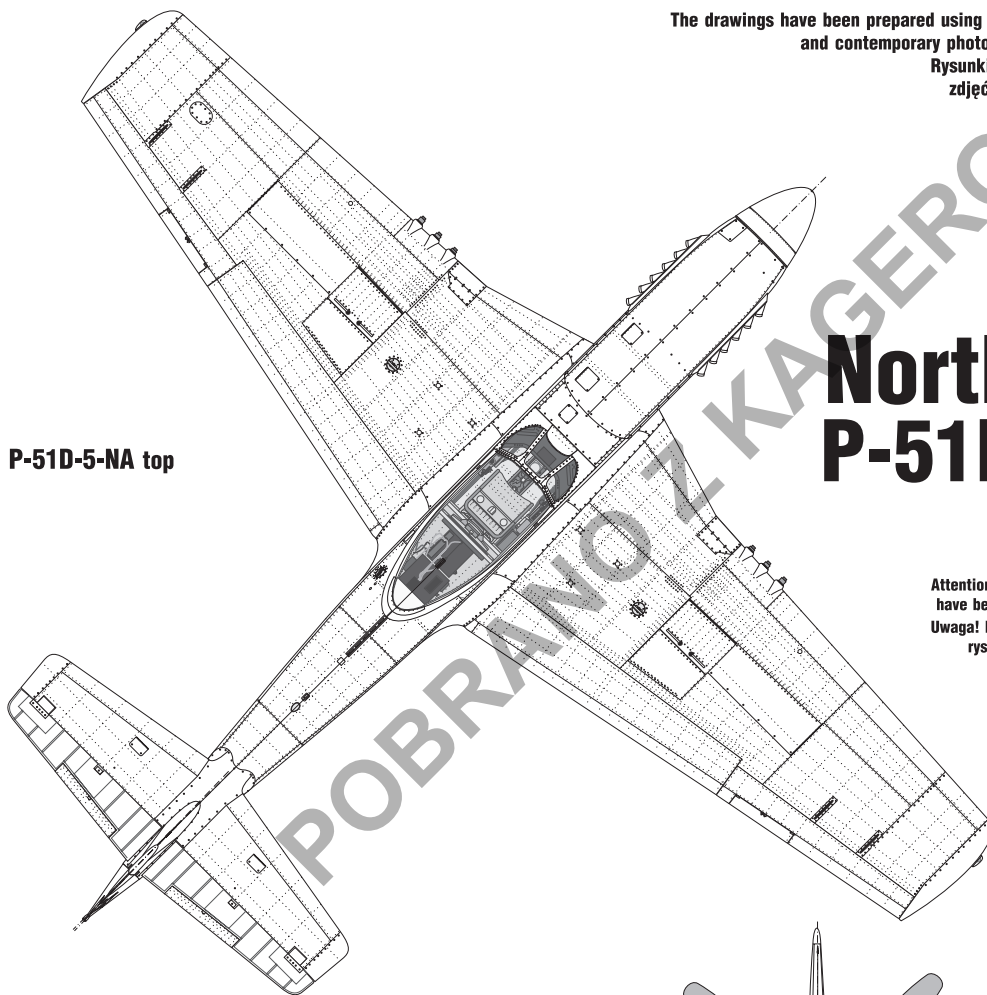 The drawings have been prepared using
and contemporary photo
Rysunki
zdjęć
POBRANO Z KAGERO
Nort
P-51
P-51D-5-NA top
Attention
have be
Uwaga!
rys